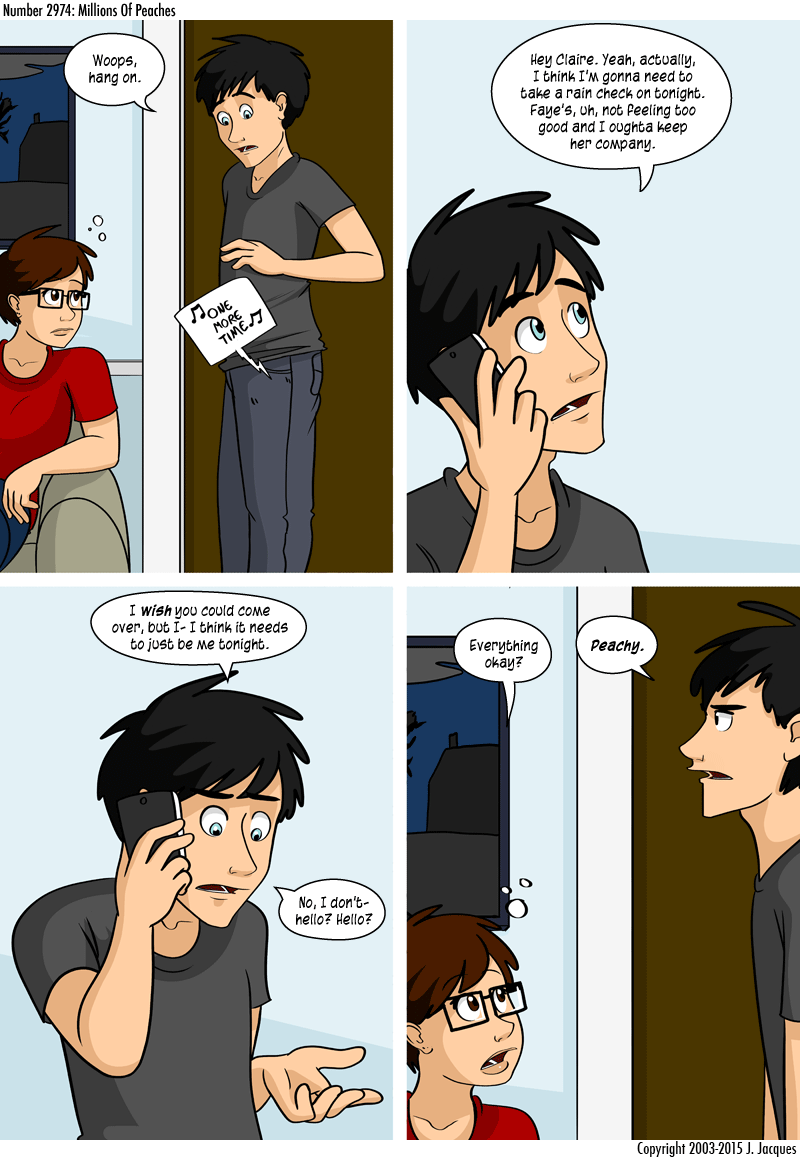 Number 2974: Millions Of Peaches
Woops,
hang on.
♫ONE
MORE
TIME♫
Hey Claire. Yeah, actually,
I think I'm gonna need to
take a rain check on tonight.
Faye's, uh, not feeling too
good and I oughta keep
her company.
I wish you could come
over, but I- I think it needs
to just be me tonight.
No, I don't-
hello? Hello?
Everything
okay?
Peachy.
Copyright 2003-2015 J. Jacques